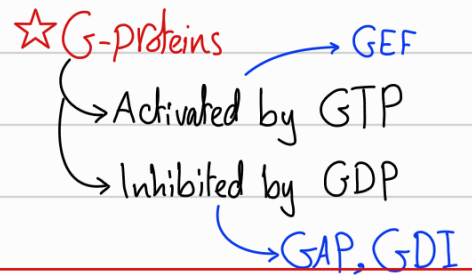 ☆ G-proteins
GEF
Activated by GTP
Inhibited by GDP
GAP, GDI